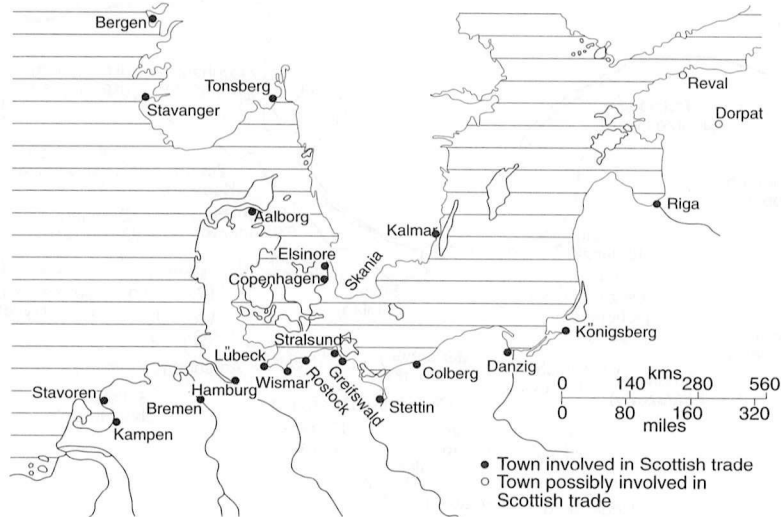 Bergen
Tonsberg
Stavanger
Reval
Dorpat
Aalborg
Riga
Kalmar
Elsinore
Skania
Copenhagen
Königsberg
Stralsund
Lübeck
Wismar
Rostock
Greifswald
Colberg
Danzig
Stavoren
Hamburg
Bremen
Stettin
Kampen
kms
0 140 280 560
0 80 160 320
miles
Town involved in Scottish trade
Town possibly involved in
Scottish trade